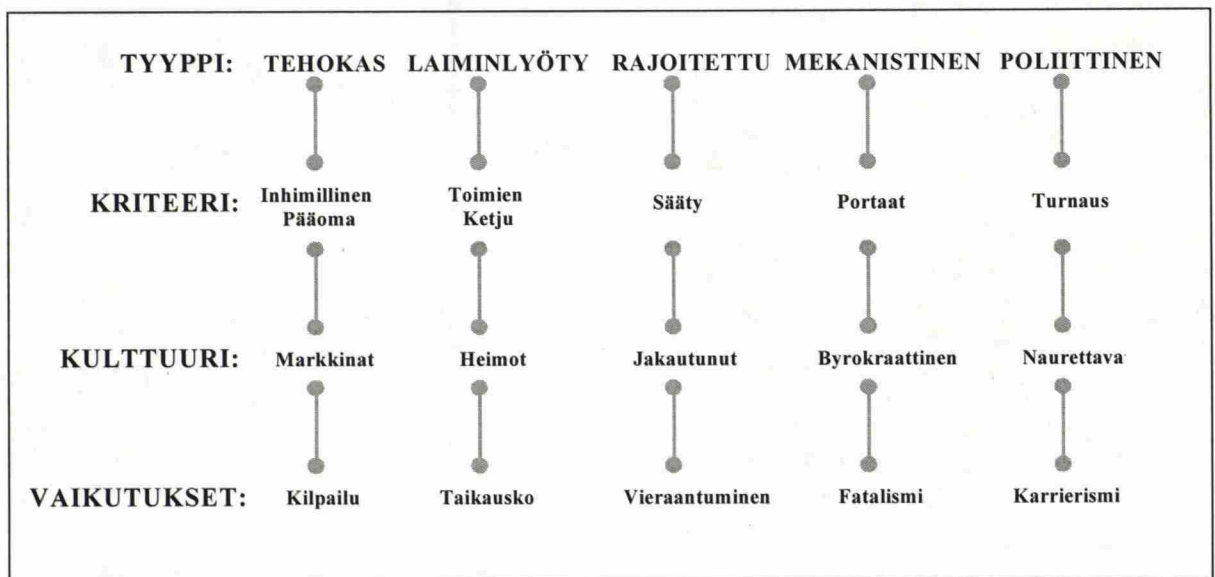 TYYPPI: TEHOKAS LAIMINLYÖTY RAJOITETTU MEKANISTINEN POLIITTINEN
KRITEERI: Inhimillinen Pääoma Toimien Ketju Sääty Portaat Turnaus
KULTTUURI: Markkinat Heimot Jakautunut Byrokraattinen Naurettava
VAIKUTUKSET: Kilpailu Taikausko Vieraantuminen Fatalismi Karrierismi